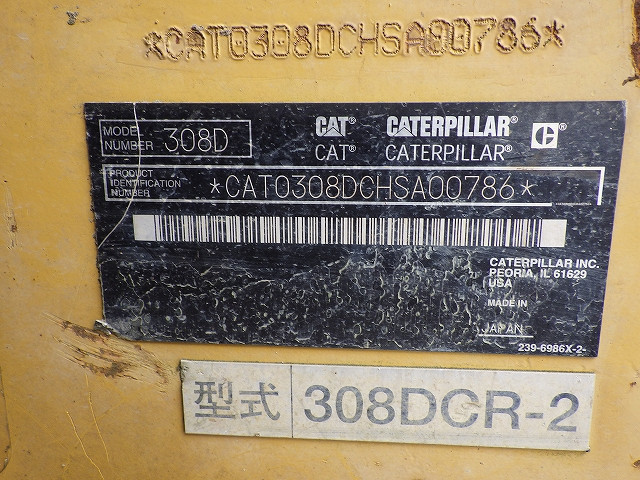 *CAT0308DCHSA00786*
MODEL NUMBER 308D
CAT® CATERPILLAR® C®
CAT® CATERPILLAR®
PRODUCT IDENTIFICATION NUMBER *CAT0308DCHSA00786*
CATERPILLAR INC.
PEORIA, IL 61629
USA
MADE IN
JAPAN
239-6986X-2-
型式 308DCR-2